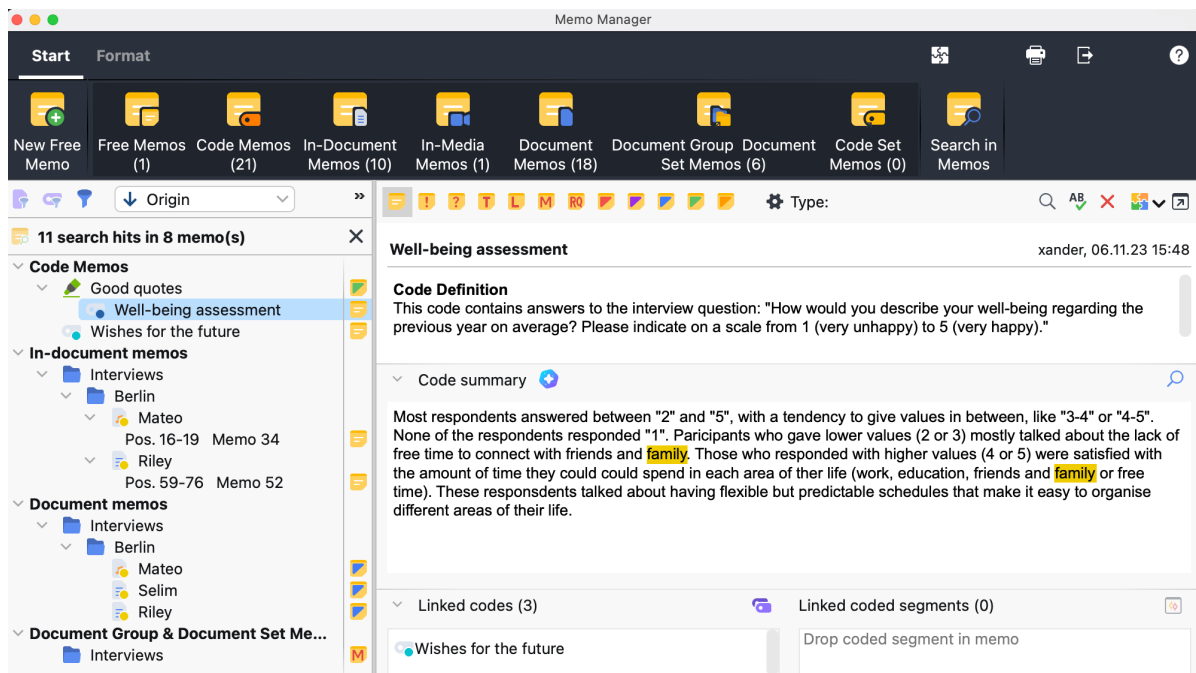 Memo Manager
Start Format
New Free
Memo
Free Memos
(1)
Code Memos
(21)
In-Document
Memos (10)
In-Media
Memos (1)
Document
Memos (18)
Document Group Document
Set Memos (6)
Code Set
Memos (0)
Search in
Memos
Origin
»
! ? T L M RQ
Type:
AB
11 search hits in 8 memo(s)
Code Memos
Good quotes
Well-being assessment
Wishes for the future
In-document memos
Interviews
Berlin
Mateo
Pos. 16-19 Memo 34
Riley
Pos. 59-76 Memo 52
Document memos
Interviews
Berlin
Mateo
Selim
Riley
Document Group & Document Set Me...
Interviews
M
Well-being assessment
xander, 06.11.23 15:48
Code Definition
This code contains answers to the interview question: "How would you describe your well-being regarding the
previous year on average? Please indicate on a scale from 1 (very unhappy) to 5 (very happy)."
Code summary
Most respondents answered between "2" and "5", with a tendency to give values in between, like "3-4" or "4-5".
None of the respondents responded "1". Paricipants who gave lower values (2 or 3) mostly talked about the lack of
free time to connect with friends and family. Those who responded with higher values (4 or 5) were satisfied with
the amount of time they could could spend in each area of ther life (work, education, friends and family or free
time). These responsdents talked about having flexible but predictable schedules that make it easy to organise
different areas of their life.
Linked codes (3)
Wishes for the future
Linked coded segments (0)
Drop coded segment in memo